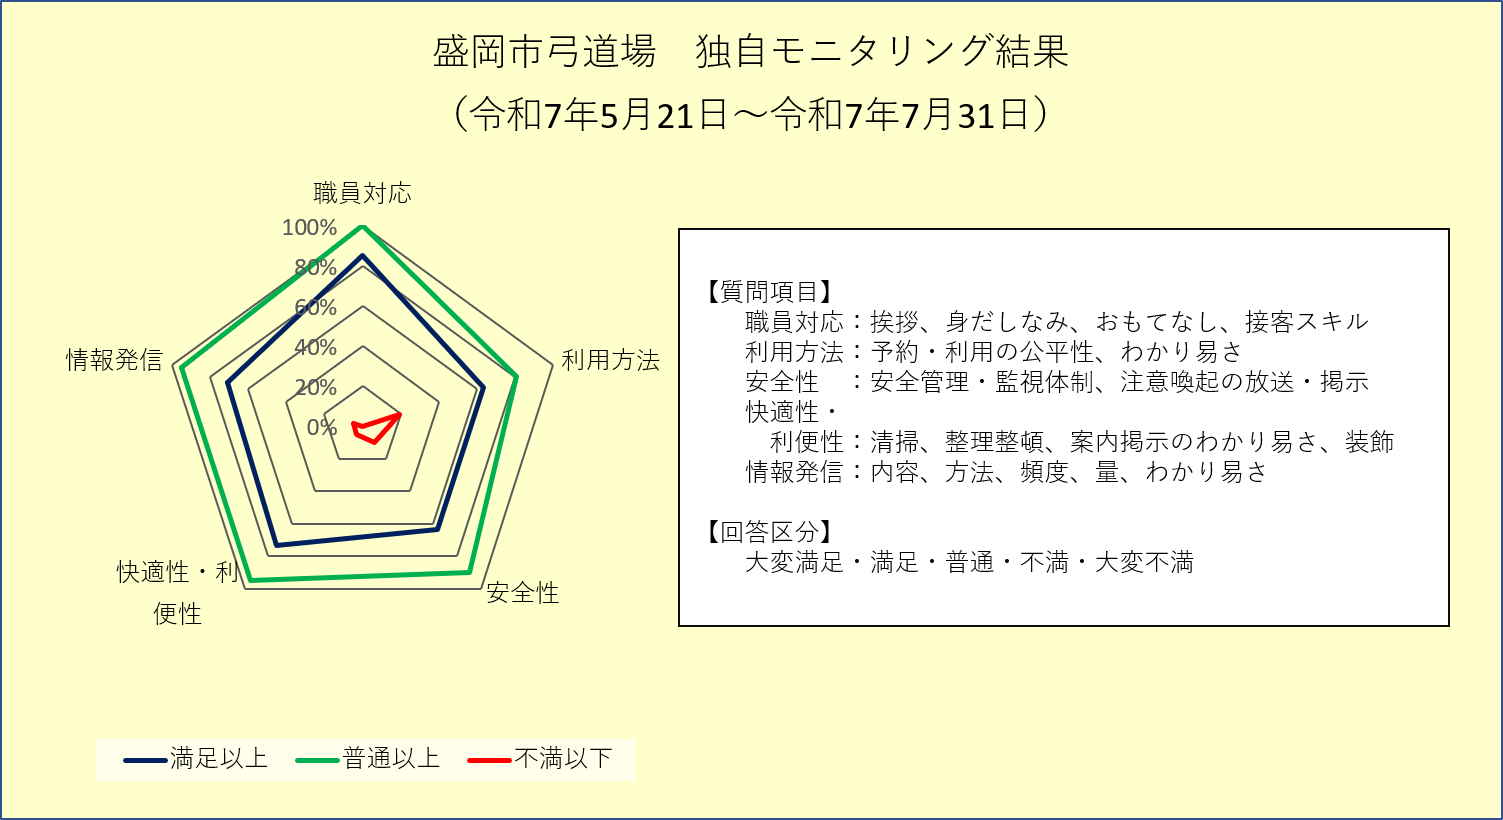 盛岡市弓道場　独自モニタリング結果
（令和7年5月21日～令和7年7月31日）
職員対応
100%
80%
60%
40%
20%
0%
情報発信
利用方法
快適性・利
便性
安全性
満足以上
普通以上
不満以下
【質問項目】
職員対応：挨拶、身だしなみ、おもてなし、接客スキル
利用方法：予約・利用の公平性、わかり易さ
安全性　：安全管理・監視体制、注意喚起の放送・掲示
快適性・
利便性：清掃、整理整頓、案内掲示のわかり易さ、装飾
情報発信：内容、方法、頻度、量、わかり易さ
【回答区分】
大変満足・満足・普通・不満・大変不満